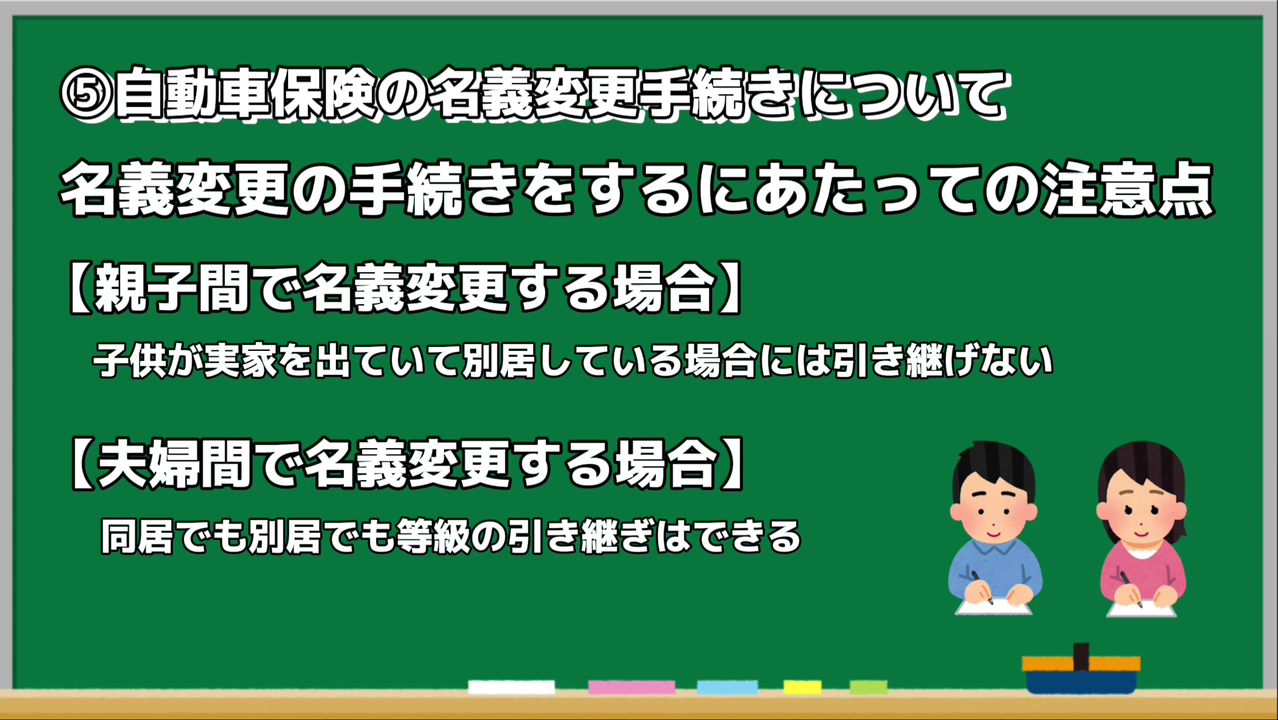 ⑤自動車保険の名義変更手続きについて
名義変更の手続きをするにあたっての注意点
【親子間で名義変更する場合】
子供が実家を出ていて別居している場合には引き継げない
【夫婦間で名義変更する場合】
同居でも別居でも等級の引き継ぎはできる